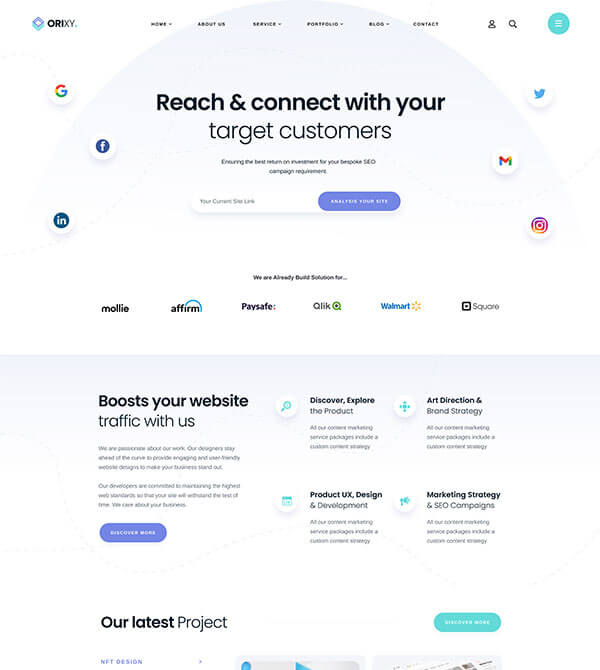 ORIXY.
HOME
ABOUT US
SERVICE
PORTFOLIO
BLOG
CONTACT
Reach & connect with your
target customers
Ensuring the best return on investment for your bespoke SEO
campaign requirement.
Your Current Site Link
ANALYSIS YOUR SITE
We are Already Build Solution for...
mollie
affirm
Paysafe:
Qlik
Walmart
Square
Boosts your website
traffic with us
We are passionate about our work. Our designers stay
ahead of the curve to provide engaging and user-friendly
website designs to make your business stand out.
Our developers are committed to maintaining the highest
web standards so that your site will withstand the test of
time. We care about your business.
DISCOVER MORE
Discover, Explore
the Product
All our content marketing
service packages include a
custom content strategy
Art Direction &
Brand Strategy
All our content marketing
service packages include a
custom content strategy
Product UX, Design
& Development
All our content marketing
service packages include a
custom content strategy
Marketing Strategy
& SEO Campaigns
All our content marketing
service packages include a
custom content strategy
Our latest Project
DISCOVER MORE
NFT DESIGN